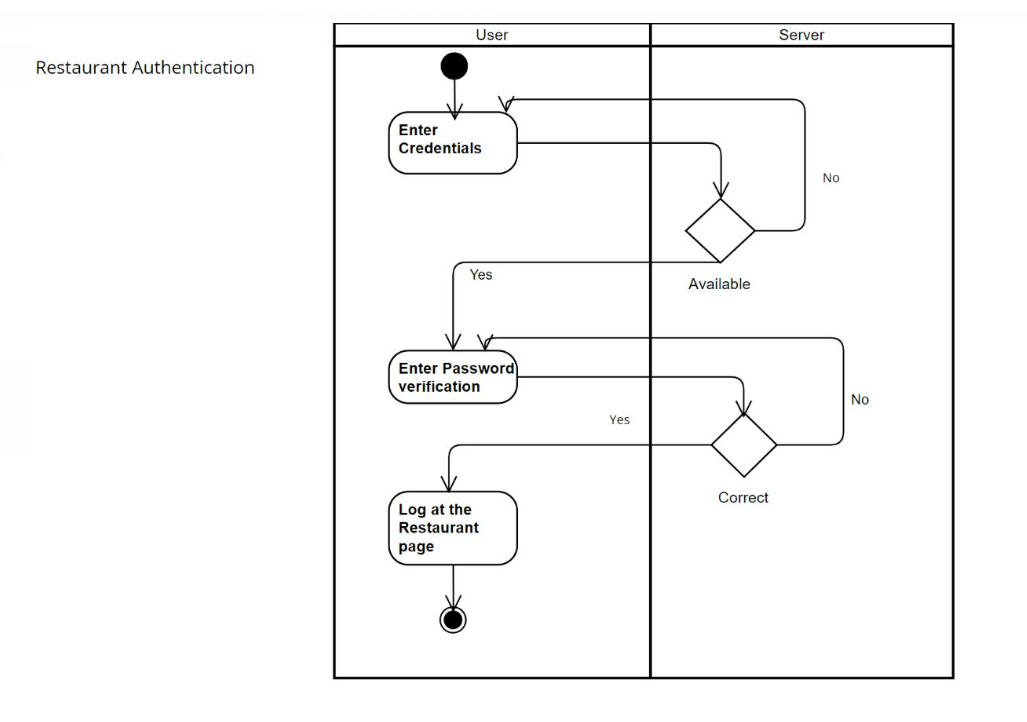 User
Server
Restaurant Authentication
Enter
Credentials
No
Yes
Available
Enter Password
verification
No
Yes
Correct
Log at the
Restaurant
page